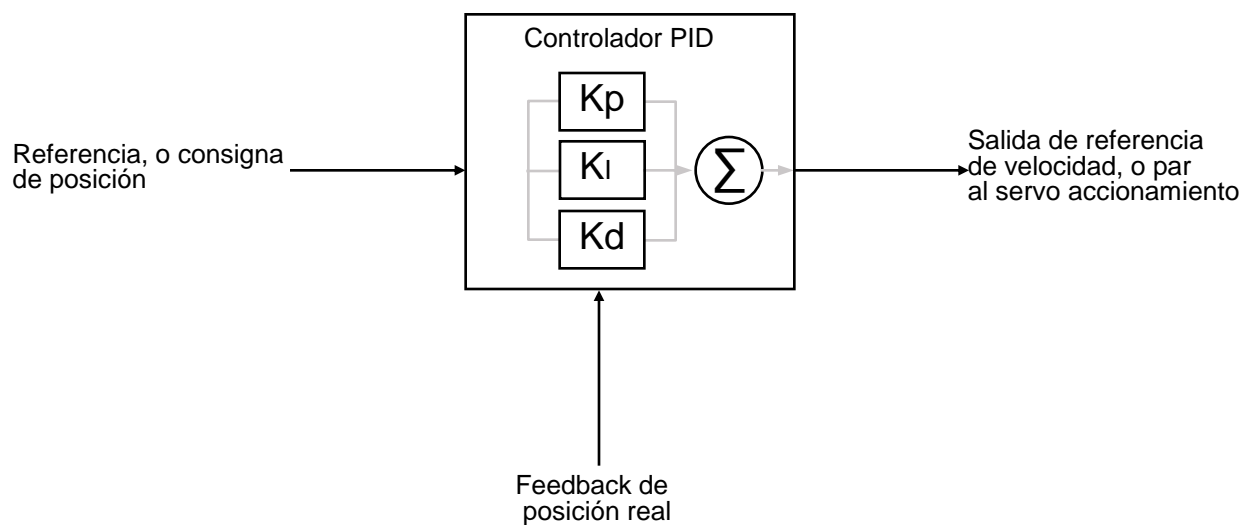 Controlador PID
Kp
KI
Kd
Σ
Referencia, o consigna
de posición
Salida de referencia
de velocidad, o par
al servo accionamiento
Feedback de
posición real